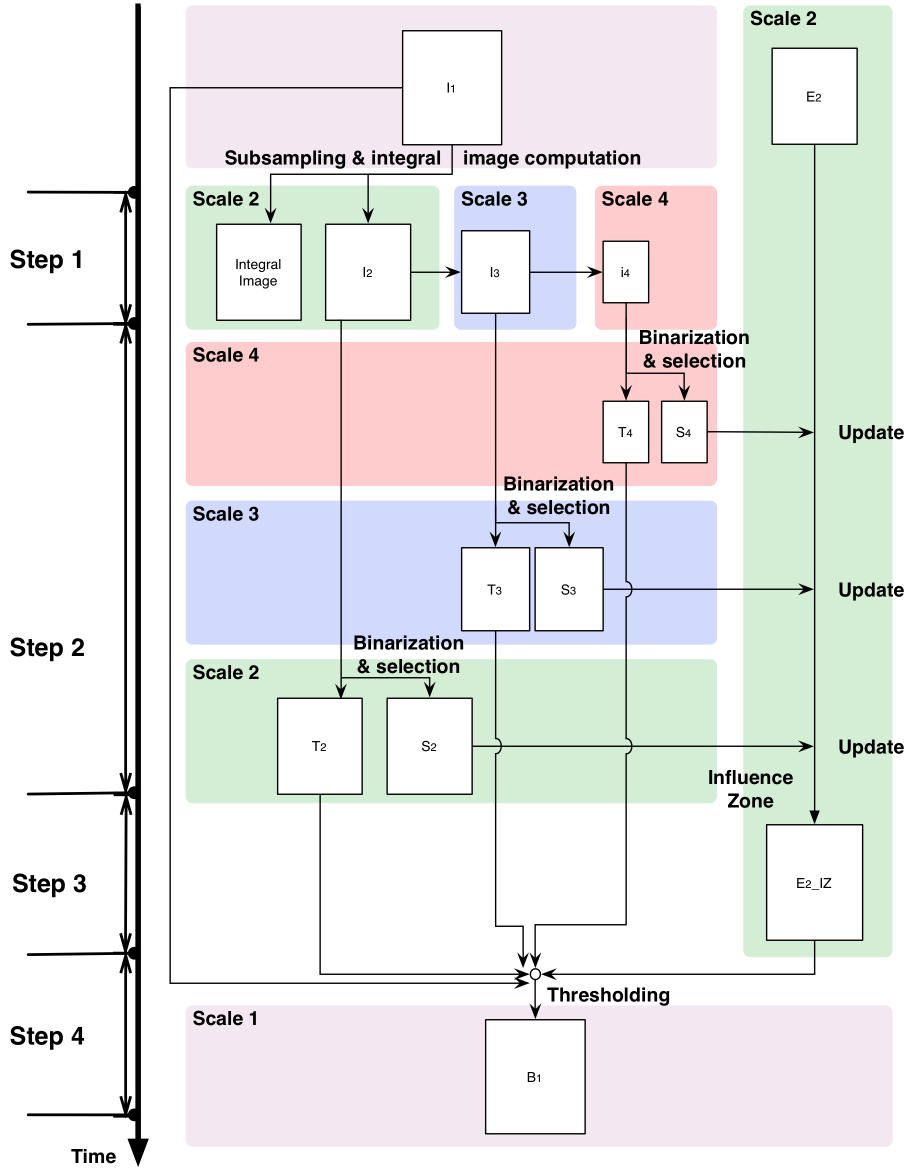 Scale 2
E2
I1
Subsampling & integral image computation
Scale 2
Scale 3
Scale 4
Step 1
Integral
Image
I2
I3
i4
Binarization
& selection
Scale 4
T4
S4
Update
Binarization
& selection
Scale 3
T3
S3
Update
Step 2
Binarization
& selection
Scale 2
T2
S2
Update
Influence
Zone
Step 3
E2_IZ
Thresholding
Scale 1
Step 4
B1
Time